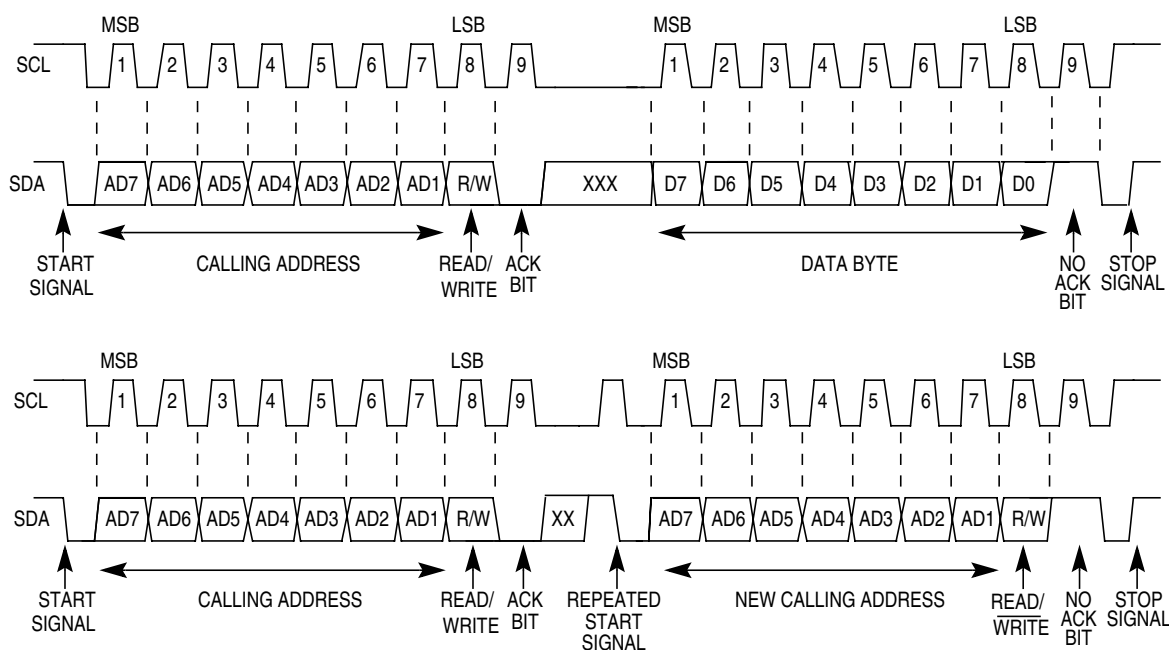 MSB LSB MSB LSB
SCL 1 2 3 4 5 6 7 8 9 1 2 3 4 5 6 7 8 9
SDA AD7 AD6 AD5 AD4 AD3 AD2 AD1 R/W XXX D7 D6 D5 D4 D3 D2 D1 D0
START
SIGNAL
CALLING ADDRESS
READ/
WRITE
ACK
BIT
DATA BYTE
NO
ACK
BIT
STOP
SIGNAL
MSB LSB MSB LSB
SCL 1 2 3 4 5 6 7 8 9 1 2 3 4 5 6 7 8 9
SDA AD7 AD6 AD5 AD4 AD3 AD2 AD1 R/W XX AD7 AD6 AD5 AD4 AD3 AD2 AD1 R/W
START
SIGNAL
CALLING ADDRESS
READ/
WRITE
ACK
BIT
REPEATED
START
SIGNAL
NEW CALLING ADDRESS
READ/
WRITE
NO
ACK
BIT
STOP
SIGNAL